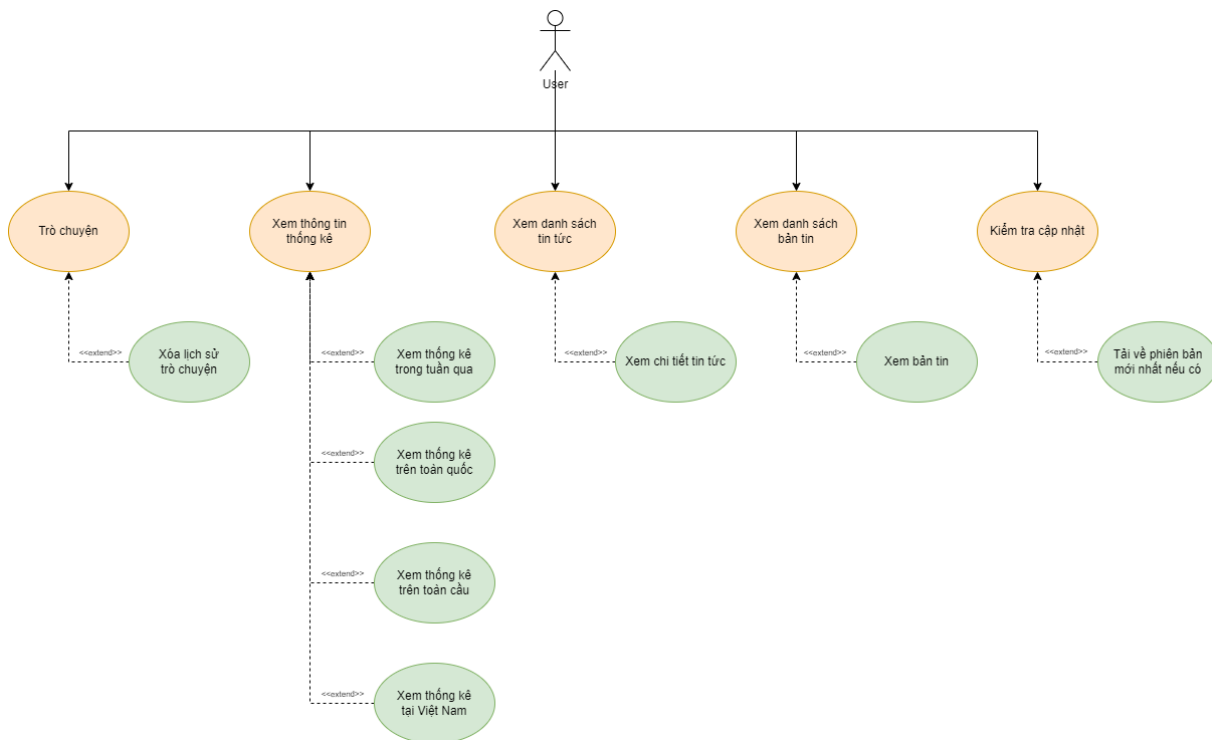 User
Trò chuyện
Xem thông tin
thống kê
Xem danh sách
tin tức
Xem danh sách
bản tin
Kiểm tra cập nhật
<<extend>>
Xóa lịch sử
trò chuyện
<<extend>>
Xem thống kê
trong tuần qua
<<extend>>
Xem chi tiết tin tức
<<extend>>
Xem bản tin
<<extend>>
Tải về phiên bản
mới nhất nếu có
<<extend>>
Xem thống kê
trên toàn quốc
<<extend>>
Xem thống kê
trên toàn cầu
<<extend>>
Xem thống kê
tại Việt Nam